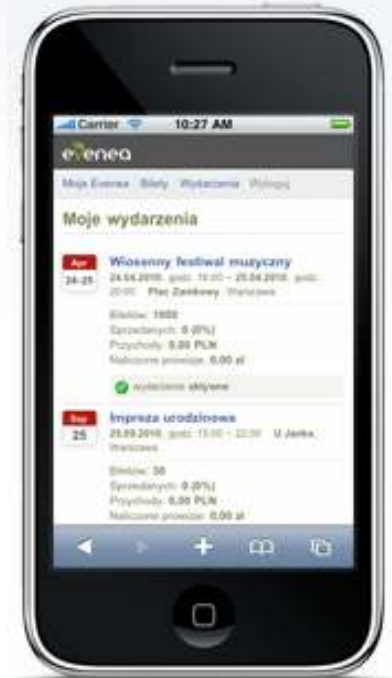 Carrier 10:27 AM
evenea
Moja Evenea Bilety Wydarzenia Wyloguj
Moje wydarzenia
Apr
24-25
Wiosenny festiwal muzyczny
24.04.2010, godz. 16:00 - 25.04.2010, godz.
20:00 Plac Zamkowy, Warszawa
Biletów: 1000
Sprzedanych: 0 (0%)
Przychody: 0,00 PLN
Naliczone prowizje: 0,00 zł
wydarzenie aktywne
Sep
25
Impreza urodzinowa
25.09.2010, godz. 15:00 - 22:00 U Janka,
Warszawa
Biletów: 50
Sprzedanych: 0 (0%)
Przychody: 0,00 PLN
Naliczone prowizje: 0,00 zł